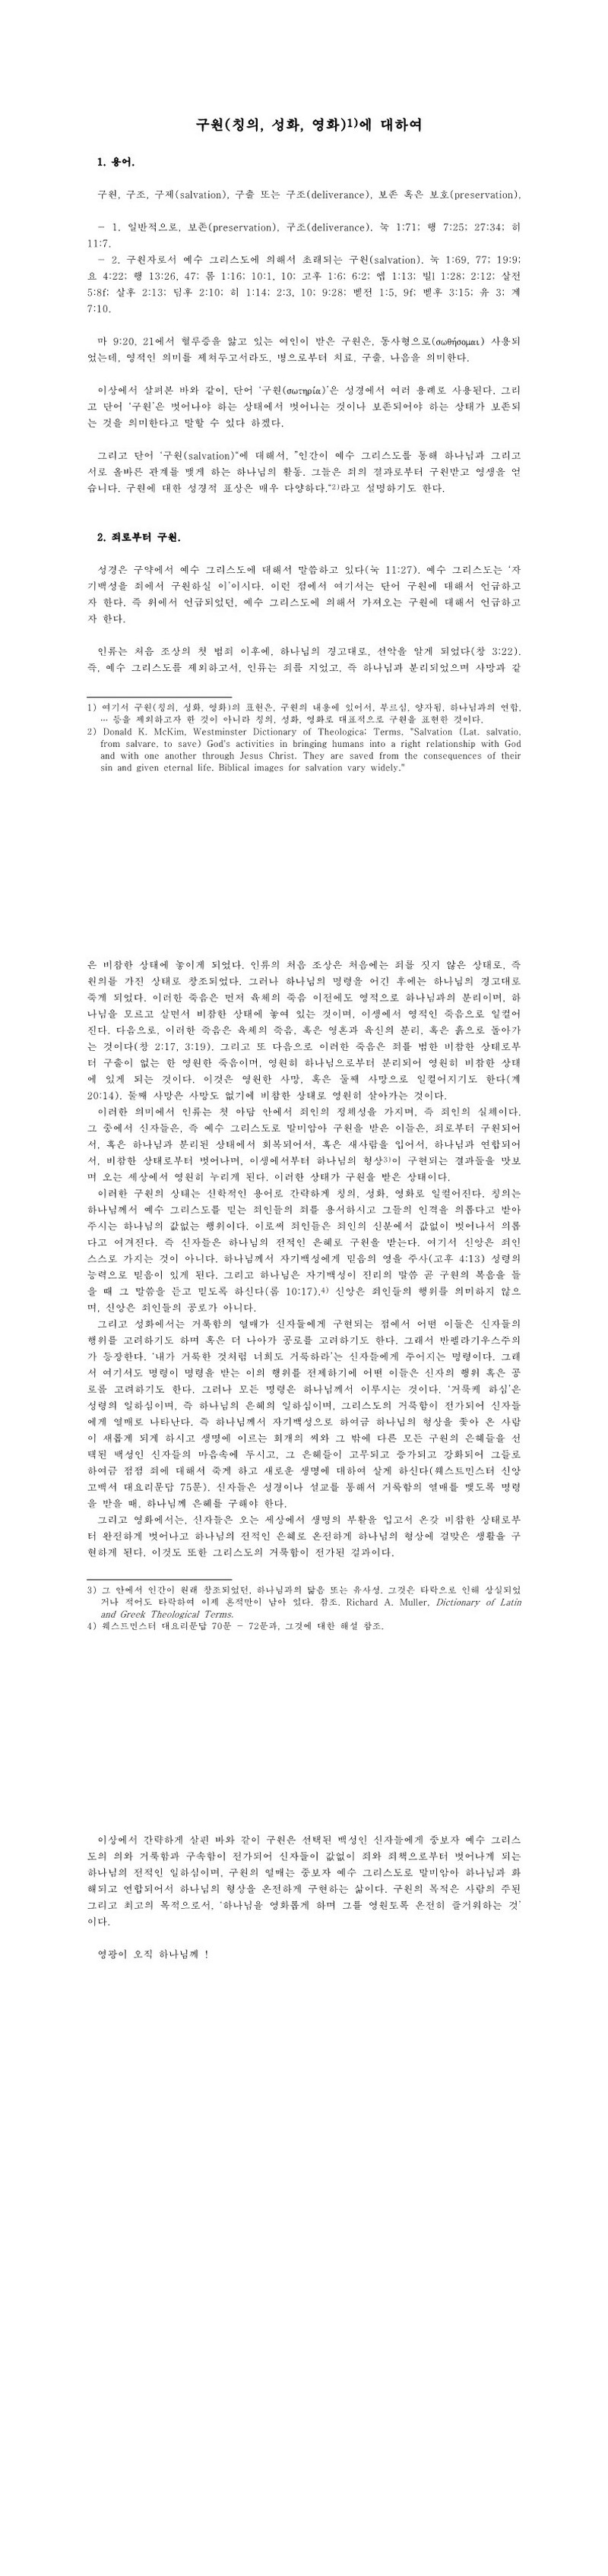 구원(칭의, 성화, 영화)1)에 대하여
1. 용어.
구원, 구조, 구제(salvation), 구출 또는 구조(deliverance), 보존 혹은 보호(preservation),
- 1. 일반적으로, 보존(preservation), 구조(deliverance). 눅 1:71; 행 7:25; 27:34; 히
11:7.
- 2. 구원자로서 예수 그리스도에 의해서 초래되는 구원(salvation). 눅 1:69, 77; 19:9;
요 4:22; 행 13:26, 47; 롬 1:16; 10:1, 10; 고후 1:6; 6:2; 엡 1:13; 빌1 1:28; 2:12; 살전
5:8f; 살후 2:13; 딤후 2:10; 히 1:14; 2:3, 10; 9:28; 벧전 1:5, 9f; 벧후 3:15; 유 3; 계
7:10.
마 9:20, 21에서 혈루증을 앓고 있는 여인이 받은 구원은, 동사형으로(σωθήσομαι) 사용되
었는데, 영적인 의미를 제쳐두고서라도, 병으로부터 치료, 구출, 나음을 의미한다.
이상에서 살펴본 바와 같이, 단어 '구원(σωτηρία)'은 성경에서 여러 용례로 사용된다. 그리
고 단어 '구원'은 벗어나야 하는 상태에서 벗어나는 것이나 보존되어야 하는 상태가 보존되
는 것을 의미한다고 말할 수 있다 하겠다.
그리고 단어 '구원(salvation)"에 대해서, "인간이 예수 그리스도를 통해 하나님과 그리고
서로 올바른 관계를 맺게 하는 하나님의 활동. 그들은 죄의 결과로부터 구원받고 영생을 얻
습니다. 구원에 대한 성경적 표상은 매우 다양하다."2)라고 설명하기도 한다.
2. 죄로부터 구원.
성경은 구약에서 예수 그리스도에 대해서 말씀하고 있다(눅 11:27). 예수 그리스도는 '자
기백성을 죄에서 구원하실 이'이시다. 이런 점에서 여기서는 단어 구원에 대해서 언급하고
자 한다. 즉 위에서 언급되었던, 예수 그리스도에 의해서 가져오는 구원에 대해서 언급하고
자 한다.
인류는 처음 조상의 첫 범죄 이후에, 하나님의 경고대로, 선악을 알게 되었다(창 3:22).
즉, 예수 그리스도를 제외하고서, 인류는 죄를 지었고, 즉 하나님과 분리되었으며 사망과 같
1) 여기서 구원(칭의, 성화, 영화)의 표현은, 구원의 내용에 있어서, 부르심, 양자됨, 하나님과의 연합,
… 등을 제외하고자 한 것이 아니라 칭의, 성화, 영화로 대표적으로 구원을 표현한 것이다.
2) Donald K. McKim, Westminster Dictionary of Theologica; Terms, "Salvation (Lat. salvatio,
from salvare, to save) God's activities in bringing humans into a right relationship with God
and with one another through Jesus Christ. They are saved from the consequences of their
sin and given eternal life. Biblical images for salvation vary widely."
은 비참한 상태에 놓이게 되었다. 인류의 처음 조상은 처음에는 죄를 짓지 않은 상태로, 즉
원의를 가진 상태로 창조되었다. 그러나 하나님의 명령을 어긴 후에는 하나님의 경고대로
죽게 되었다. 이러한 죽음은 먼저 육체의 죽음 이전에도 영적으로 하나님과의 분리이며, 하
나님을 모르고 살면서 비참한 상태에 놓여 있는 것이며, 이생에서 영적인 죽음으로 일컬어
진다. 다음으로, 이러한 죽음은 육체의 죽음, 혹은 영혼과 육신의 분리, 혹은 흙으로 돌아가
는 것이다(창 2:17, 3:19). 그리고 또 다음으로 이러한 죽음은 죄를 범한 비참한 상태로부
터 구출이 없는 한 영원한 죽음이며, 영원히 하나님으로부터 분리되어 영원히 비참한 상태
에 있게 되는 것이다. 이것은 영원한 사망, 혹은 둘째 사망으로 일컬어지기도 한다(계
20:14). 둘째 사망은 사망도 없기에 비참한 상태로 영원히 살아가는 것이다.
이러한 의미에서 인류는 첫 아담 안에서 죄인의 정체성을 가지며, 즉 죄인의 실체이다.
그 중에서 신자들은, 즉 예수 그리스도로 말미암아 구원을 받은 이들은, 죄로부터 구원되어
서, 혹은 하나님과 분리된 상태에서 회복되어서, 혹은 새사람을 입어서, 하나님과 연합되어
서, 비참한 상태로부터 벗어나며, 이생에서부터 하나님의 형상3)이 구현되는 결과들을 맛보
며 오는 세상에서 영원히 누리게 된다. 이러한 상태가 구원을 받은 상태이다.
이러한 구원의 상태는 신학적인 용어로 간략하게 칭의, 성화, 영화로 일컬어진다. 칭의는
하나님께서 예수 그리스도를 믿는 죄인들의 죄를 용서하시고 그들의 인격을 의롭다고 받아
주시는 하나님의 값없는 행위이다. 이로써 죄인들은 죄인의 신분에서 값없이 벗어나서 의롭
다고 여겨진다. 즉 신자들은 하나님의 전적인 은혜로 구원을 받는다. 여기서 신앙은 죄인
스스로 가지는 것이 아니다. 하나님께서 자기백성에게 믿음의 영을 주사(고후 4:13) 성령의
능력으로 믿음이 있게 된다. 그리고 하나님은 자기백성이 진리의 말씀 곧 구원의 복음을 들
을 때 그 말씀을 듣고 믿도록 하신다(롬 10:17).4) 신앙은 죄인들의 행위를 의미하지 않으
며, 신앙은 죄인들의 공로가 아니다.
그리고 성화에서는 거룩함의 열매가 신자들에게 구현되는 점에서 어떤 이들은 신자들의
행위를 고려하기도 하며 혹은 더 나아가 공로를 고려하기도 한다. 그래서 반펠라기우스주의
가 등장한다. '내가 거룩한 것처럼 너희도 거룩하라'는 신자들에게 주어지는 명령이다. 그래
서 여기서도 명령이 명령을 받는 이의 행위를 전제하기에 어떤 이들은 신자의 행위 혹은 공
로를 고려하기도 한다. 그러나 모든 명령은 하나님께서 이루시는 것이다. '거룩케 하심'은
성령의 일하심이며, 즉 하나님의 은혜의 일하심이며, 그리스도의 거룩함이 전가되어 신자들
에게 열매로 나타난다. 즉 하나님께서 자기백성으로 하여금 하나님의 형상을 좇아 온 사람
이 새롭게 되게 하시고 생명에 이르는 회개의 씨와 그 밖에 다른 모든 구원의 은혜들을 선
택된 백성인 신자들의 마음속에 두시고, 그 은혜들이 고무되고 증가되고 강화되어 그들로
하여금 점점 죄에 대해서 죽게 하고 새로운 생명에 대하여 살게 하신다(웨스트민스터 신앙
고백서 대요리문답 75문). 신자들은 성경이나 설교를 통해서 거룩함의 열매를 맺도록 명령
을 받을 때, 하나님께 은혜를 구해야 한다.
그리고 영화에서는, 신자들은 오는 세상에서 생명의 부활을 입고서 온갖 비참한 상태로부
터 완전하게 벗어나고 하나님의 전적인 은혜로 온전하게 하나님의 형상에 걸맞은 생활을 구
현하게 된다. 이것도 또한 그리스도의 거룩함이 전가된 결과이다.
3) 그 안에서 인간이 원래 창조되었던, 하나님과의 닮음 또는 유사성. 그것은 타락으로 인해 상실되었
거나 적어도 타락하여 이제 흔적만이 남아 있다. 참조. Richard A. Muller, Dictionary of Latin
and Greek Theological Terms.
4) 웨스트민스터 대요리문답 70문 - 72문과, 그것에 대한 해설 참조.
이상에서 간략하게 살핀 바와 같이 구원은 선택된 백성인 신자들에게 중보자 예수 그리스
도의 의와 거룩함과 구속함이 전가되어 신자들이 값없이 죄와 죄책으로부터 벗어나게 되는
하나님의 전적인 일하심이며, 구원의 열매는 중보자 예수 그리스도로 말미암아 하나님과 화
해되고 연합되어서 하나님의 형상을 온전하게 구현하는 삶이다. 구원의 목적은 사람의 주된
그리고 최고의 목적으로서, '하나님을 영화롭게 하며 그를 영원토록 온전히 즐거워하는 것'
이다.
영광이 오직 하나님께 !